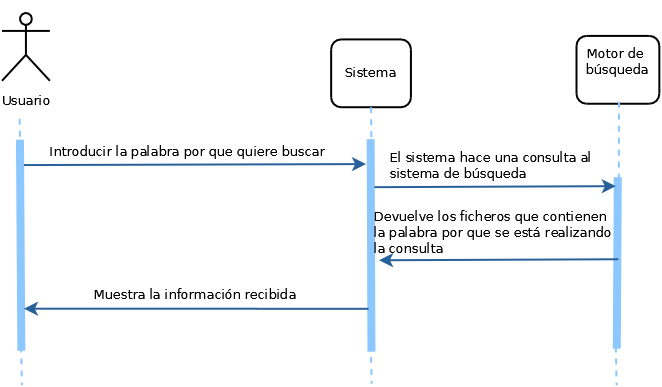 Usuario
Sistema
Motor de
búsqueda
Introducir la palabra por que quiere buscar
El sistema hace una consulta al
sistema de búsqueda
Devuelve los ficheros que contienen
la palabra por que se está realizando
la consulta
Muestra la información recibida